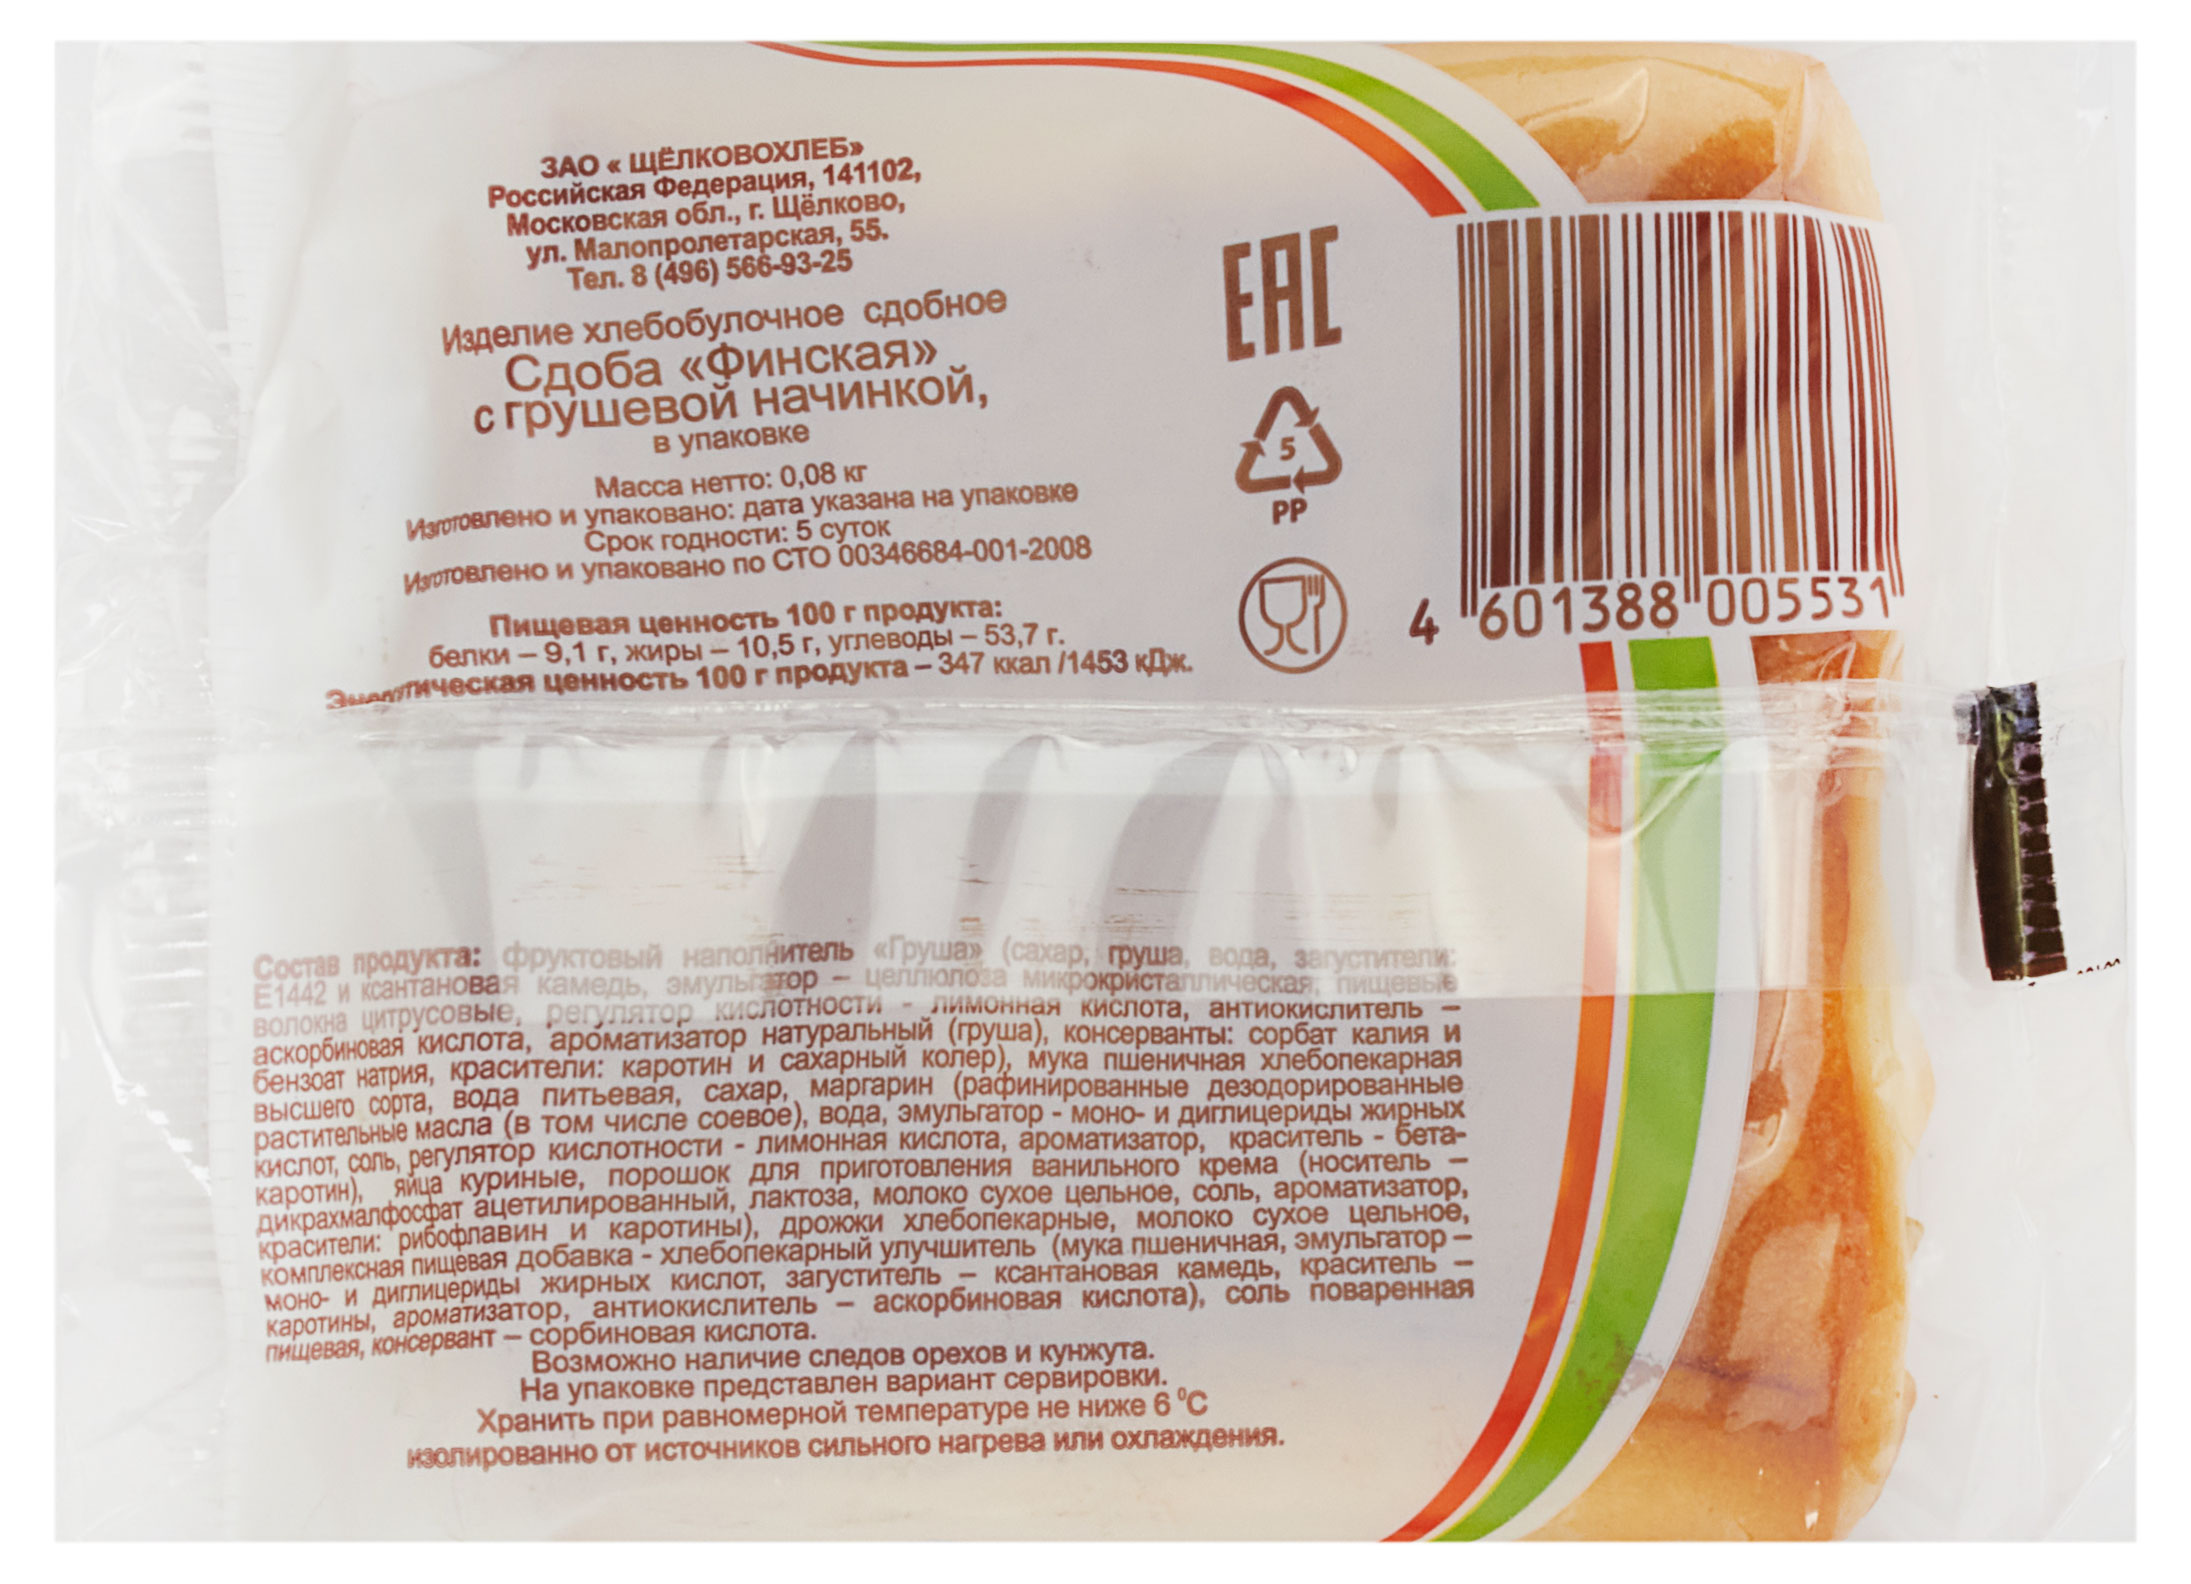 ЗАО « ЩЁЛКОВОХЛЕБ»
Российская Федерация, 141102,
Московская обл., г. Щёлково,
ул. Малопролетарская, 55.
Тел. 8 (496) 566-93-25
Изделие хлебобулочное сдобное
Сдоба «Финская»
с грушевой начинкой,
в упаковке
Масса нетто: 0,08 кг
Изготовлено и упаковано: дата указана на упаковке
Срок годности: 5 суток
Изготовлено и упаковано по СТО 00346684-001-2008
Пищевая ценность 100 г продукта:
белки – 9,1 г, жиры – 10,5 г, углеводы – 53,7 г.
Энергетическая ценность 100 г продукта – 347 ккал /1453 кДж.
ЕАС
5
PP
4 601388 005531
Состав продукта: фруктовый наполнитель «Груша» (сахар, груша, вода, загустители:
Е1442 и ксантановая камедь, эмульгатор – целлюлоза микрокристаллическая, пищевые
волокна цитрусовые, регулятор кислотности - лимонная кислота, антиокислитель –
аскорбиновая кислота, ароматизатор натуральный (груша), консерванты: сорбат калия и
бензоат натрия, красители: каротин и сахарный колер), мука пшеничная хлебопекарная
высшего сорта, вода питьевая, сахар, маргарин (рафинированные дезодорированные
растительные масла (в том числе соевое), вода, эмульгатор - моно- и диглицериды жирных
кислот, соль, регулятор кислотности - лимонная кислота, ароматизатор, краситель - бета-
каротин), яйца куриные, порошок для приготовления ванильного крема (носитель –
дикрахмалфосфат ацетилированный, лактоза, молоко сухое цельное, соль, ароматизатор,
красители: рибофлавин и каротины), дрожжи хлебопекарные, молоко сухое цельное,
комплексная пищевая добавка - хлебопекарный улучшитель (мука пшеничная, эмульгатор –
моно- и диглицериды жирных кислот, загуститель – ксантановая камедь, краситель –
каротины, ароматизатор, антиокислитель – аскорбиновая кислота), соль поваренная
пищевая, консервант – сорбиновая кислота.
Возможно наличие следов орехов и кунжута.
На упаковке представлен вариант сервировки.
Хранить при равномерной температуре не ниже 6 °С
изолированно от источников сильного нагрева или охлаждения.